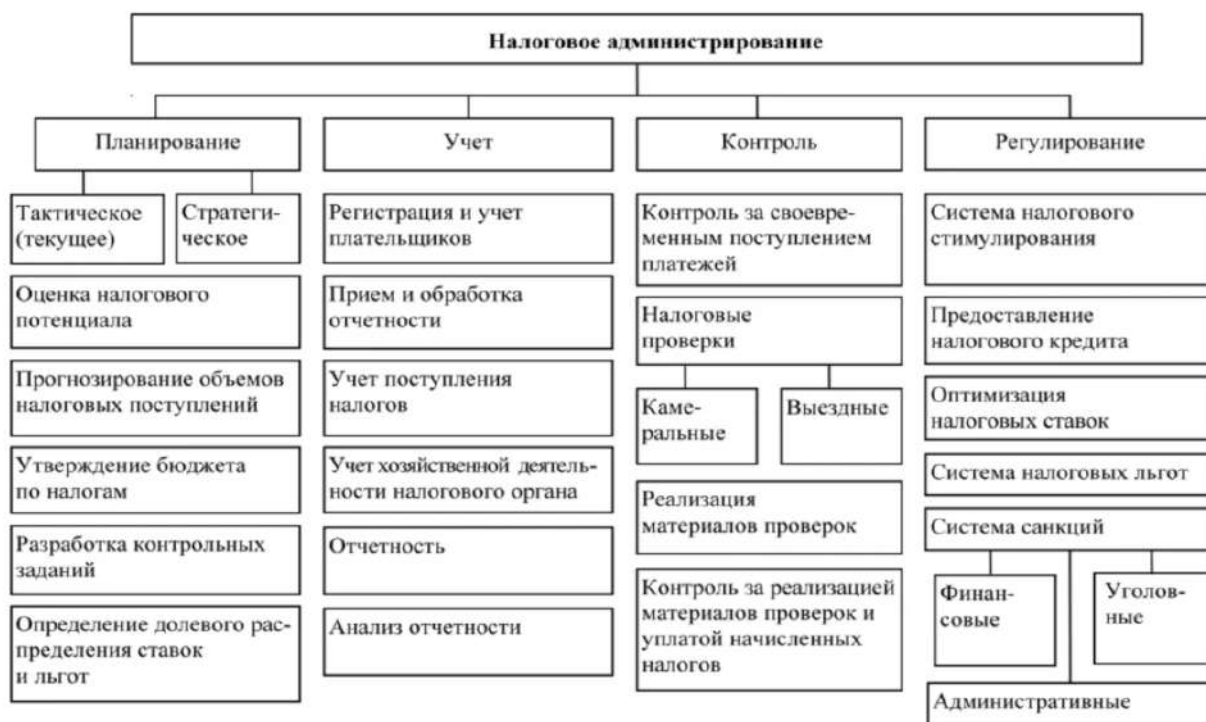 Налоговое администрирование
Планирование
Учет
Контроль
Регулирование
Тактическое
(текущее)
Стратеги-
ческое
Оценка налогового
потенциала
Прогнозирование объемов
налоговых поступлений
Утверждение бюджета
по налогам
Разработка контрольных
заданий
Определение долевого рас-
пределения ставок
и льгот
Регистрация и учет
плательщиков
Прием и обработка
отчетности
Учет поступления
налогов
Учет хозяйственной деятель-
ности налогового органа
Отчетность
Анализ отчетности
Контроль за своевре-
менным поступлением
платежей
Налоговые
проверки
Каме-
ральные
Выездные
Реализация
материалов проверок
Контроль за реализацией
материалов проверок и
уплатой начисленных
налогов
Система налогового
стимулирования
Предоставление
налогового кредита
Оптимизация
налоговых ставок
Система налоговых льгот
Система санкций
Финан-
совые
Уголов-
ные
Административные